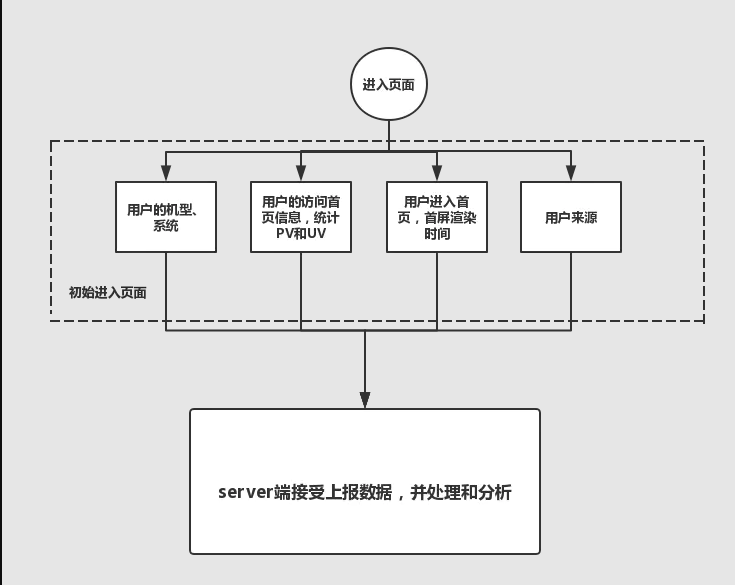 进入页面
用户的机型、
系统
用户的访问首
页信息，统计
PV和UV
用户进入首
页，首屏渲染
时间
用户来源
初始进入页面
server端接受上报数据，并处理和分析